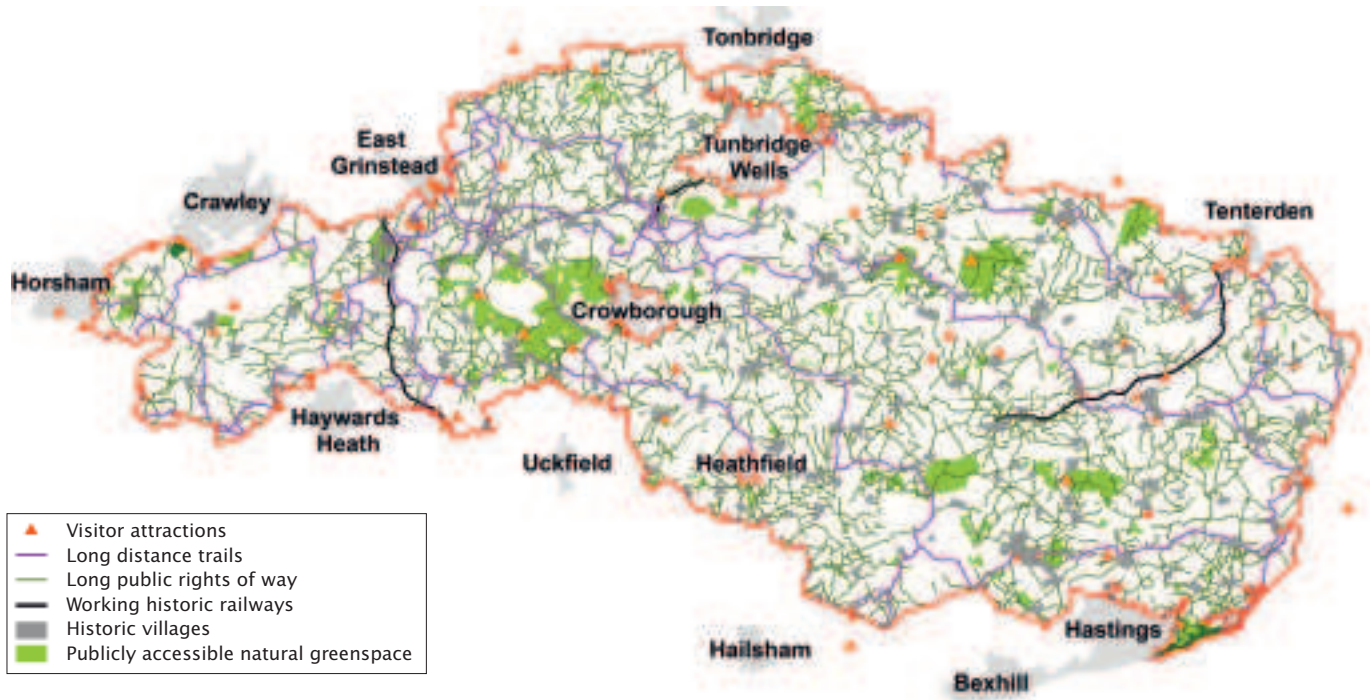 Tonbridge
East
Grinstead
Tunbridge
Wells
Crawley
Tenterden
Horsham
Crowborough
Haywards
Heath
Uckfield
Heathfield
Hastings
Hailsham
Bexhill
Visitor attractions
Long distance trails
Long public rights of way
Working historic railways
Historic villages
Publicly accessible natural greenspace